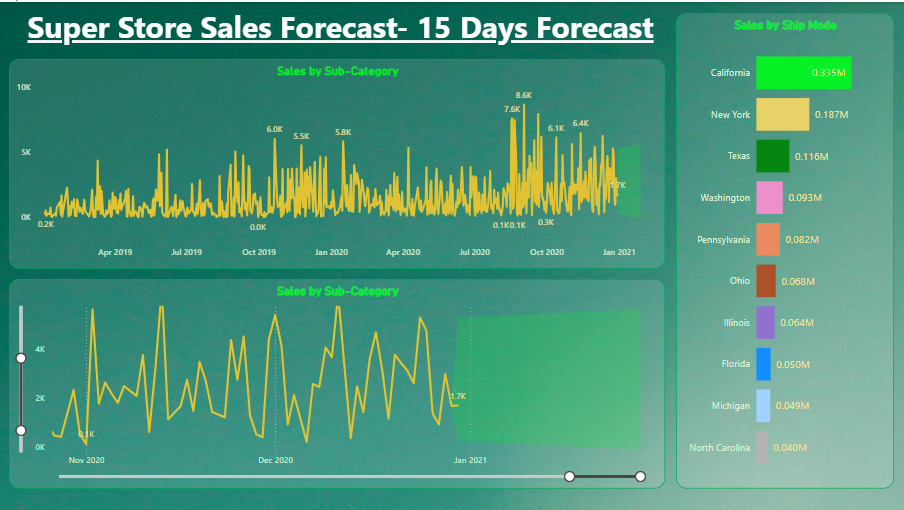 Super Store Sales Forecast- 15 Days Forecast
Sales by Sub-Category
10K
5K
0K
0.2K
6.0K
5.5K
5.8K
0.0K
7.6K
8.6K
6.1K
6.4K
0.1K
0.1K
0.3K
1.7K
Apr 2019
Jul 2019
Oct 2019
Jan 2020
Apr 2020
Jul 2020
Oct 2020
Jan 2021
Sales by Sub-Category
4K
2K
0K
0.1K
1.7K
Nov 2020
Dec 2020
Jan 2021
Sales by Ship Mode
California 0.335M
New York 0.187M
Texas 0.116M
Washington 0.093M
Pennsylvania 0.082M
Ohio 0.068M
Illinois 0.064M
Florida 0.050M
Michigan 0.049M
North Carolina 0.040M